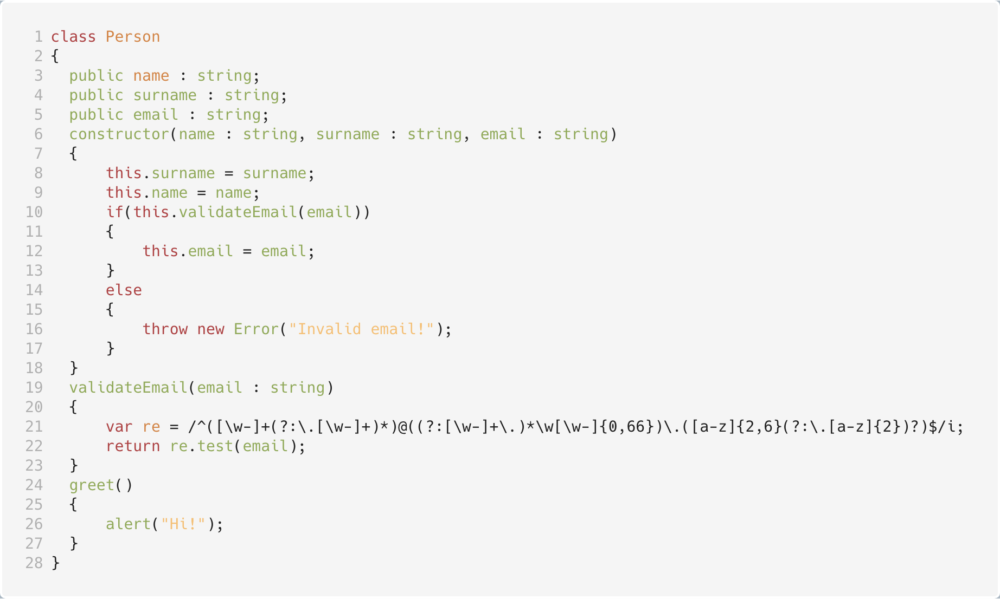 1 class Person
2 {
3   public name : string;
4   public surname : string;
5   public email : string;
6   constructor(name : string, surname : string, email : string)
7   {
8       this.surname = surname;
9       this.name = name;
10       if(this.validateEmail(email))
11       {
12           this.email = email;
13       }
14       else
15       {
16           throw new Error("Invalid email!");
17       }
18   }
19   validateEmail(email : string)
20   {
21       var re = /^([\w-]+(?:\.[\w-]+)*)@((?:[\w-]+\.)*\w[\w-]{0,66})\.([a-z]{2,6}(?:\.[a-z]{2})?)$/i;
22       return re.test(email);
23   }
24   greet()
25   {
26       alert("Hi!");
27   }
28 }